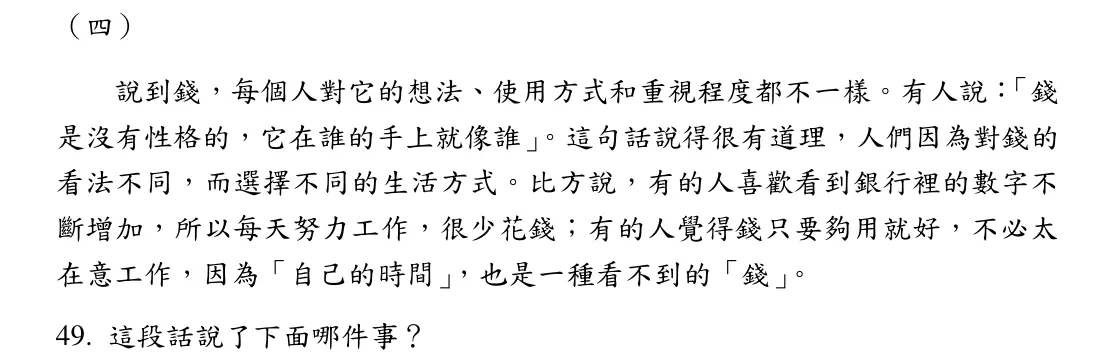 （四）
說到錢，每個人對它的想法、使用方式和重視程度都不一樣。有人說：「錢
是沒有性格的，它在誰的手上就像誰」。這句話說得很有道理，人們因為對錢的
看法不同，而選擇不同的生活方式。比方說，有的人喜歡看到銀行裡的數字不
斷增加，所以每天努力工作，很少花錢；有的人覺得錢只要夠用就好，不必太
在意工作，因為「自己的時間」，也是一種看不到的「錢」。
49. 這段話說了下面哪件事？